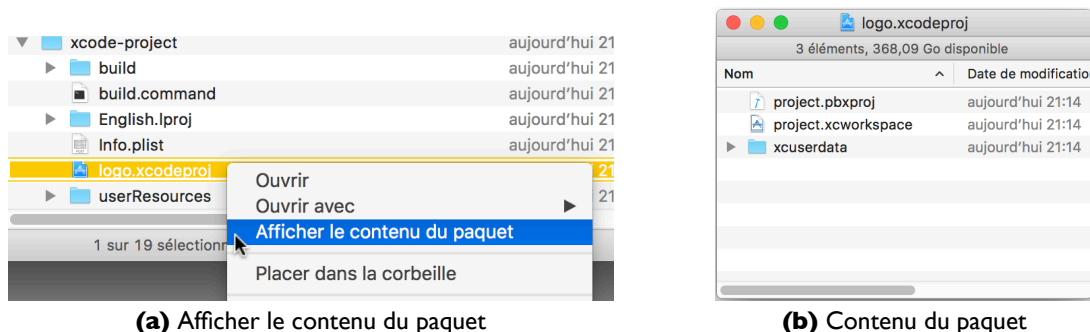 xcode-project aujourd'hui 21
build aujourd'hui 21
build.command aujourd'hui 21
English.lproj aujourd'hui 21
Info.plist aujourd'hui 21
logo.xcodeproj 21
userResources 21
1 sur 19 sélectionn
Ouvrir
Ouvrir avec
Afficher le contenu du paquet
Placer dans la corbeille
(a) Afficher le contenu du paquet
logo.xcodeproj
3 éléments, 368,09 Go disponible
Nom Date de modificatio
project.pbxproj aujourd'hui 21:14
project.xcworkspace aujourd'hui 21:14
xcuserdata aujourd'hui 21:14
(b) Contenu du paquet